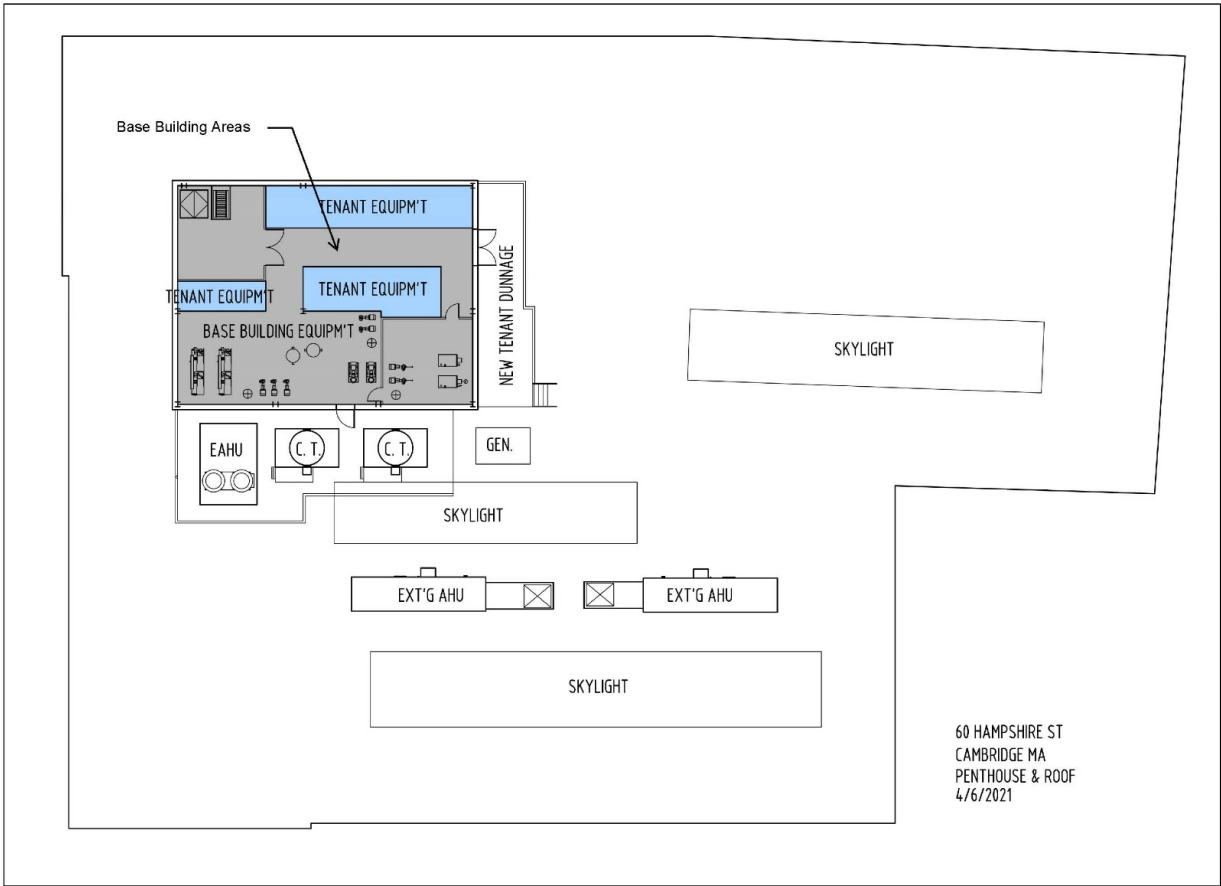 Base Building Areas
TENANT EQUIPM'T
TENANT EQUIPM'T
TENANT EQUIPM'T
BASE BUILDING EQUIPM'T
NEW TENANT DUNNAGE
SKYLIGHT
EAHU
C. T.
C. T.
GEN.
SKYLIGHT
EXT'G AHU
EXT'G AHU
SKYLIGHT
60 HAMPSHIRE ST
CAMBRIDGE MA
PENTHOUSE & ROOF
4/6/2021